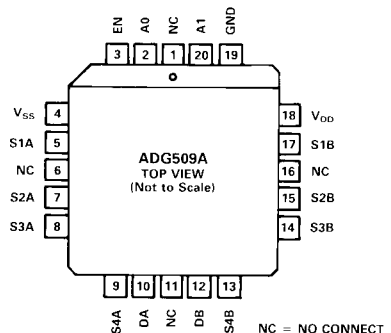 EN A0 NC A1 GND
3 2 1 20 19
VSS 4 18 VDD
S1A 5 17 S1B
NC 6 16 NC
ADG509A
TOP VIEW
(Not to Scale)
S2A 7 15 S2B
S3A 8 14 S3B
9 10 11 12 13
S4A DA NC DB S4B
NC = NO CONNECT